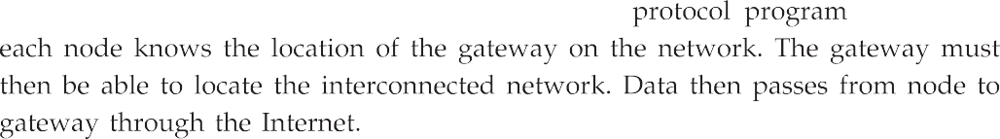 protocol program
each node knows the location of the gateway on the network. The gateway must
then be able to locate the interconnected network. Data then passes from node to
gateway through the Internet.